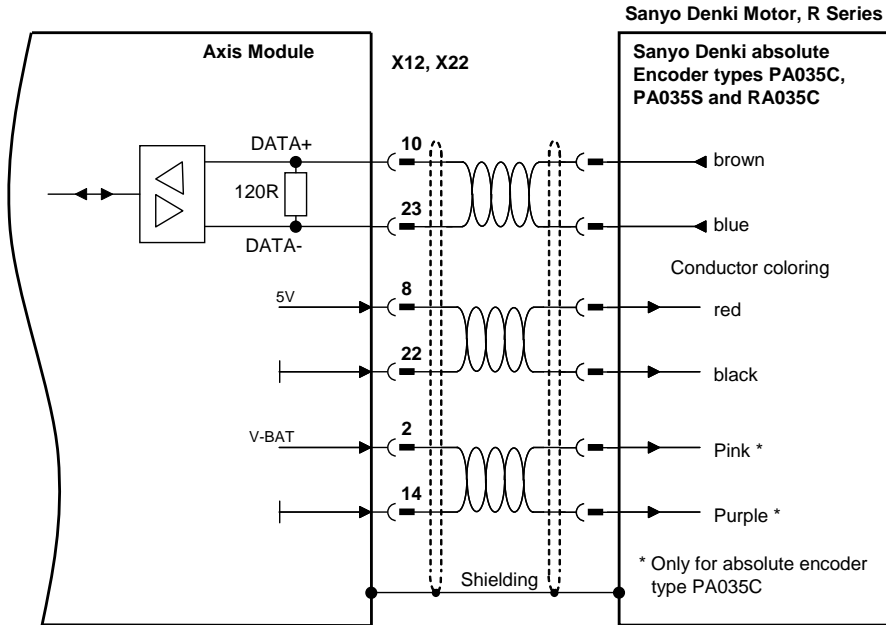 Sanyo Denki Motor, R Series
Axis Module
X12, X22
Sanyo Denki absolute
Encoder types PA035C,
PA035S and RA035C
DATA+
10
brown
120R
23
blue
DATA-
Conductor coloring
5V
8
red
22
black
V-BAT
2
Pink *
14
Purple *
Shielding
* Only for absolute encoder
type PA035C